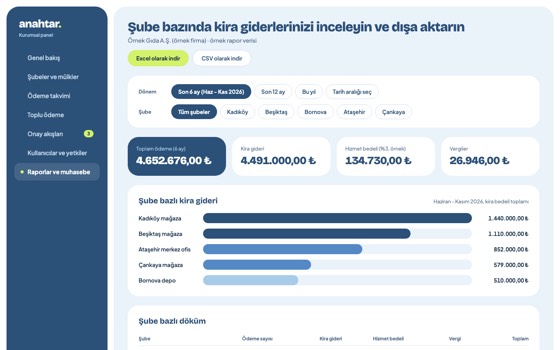 anahtar.
Kurumsal panel
Genel bakış
Şubeler ve mülkler
Ödeme takvimi
Toplu ödeme
Onay akışları 3
Kullanıcılar ve yetkiler
Raporlar ve muhasebe
Şube bazında kira giderlerinizi inceleyin ve dışa aktarın
Örnek Gıda A.Ş. (örnek firma) · örnek rapor verisi
Excel olarak indir CSV olarak indir
Dönem Son 6 ay (Haz - Kas 2026) Son 12 ay Bu yıl Tarih aralığı seç
Şube Tüm şubeler Kadıköy Beşiktaş Bornova Ataşehir Çankaya
Toplam ödeme (6 ay) Kira gideri Hizmet bedeli (%3, örnek) Vergiler
4.652.676,00 ₺ 4.491.000,00 ₺ 134.730,00 ₺ 26.946,00 ₺
Şube bazlı kira gideri Haziran - Kasım 2026, kira bedeli toplamı
Kadıköy mağaza 1.440.000,00 ₺
Beşiktaş mağaza 1.110.000,00 ₺
Ataşehir merkez ofis 852.000,00 ₺
Çankaya mağaza 579.000,00 ₺
Bornova depo 510.000,00 ₺
Şube bazlı döküm
Şube Ödeme sayısı Kira gideri Hizmet bedeli Vergi Toplam